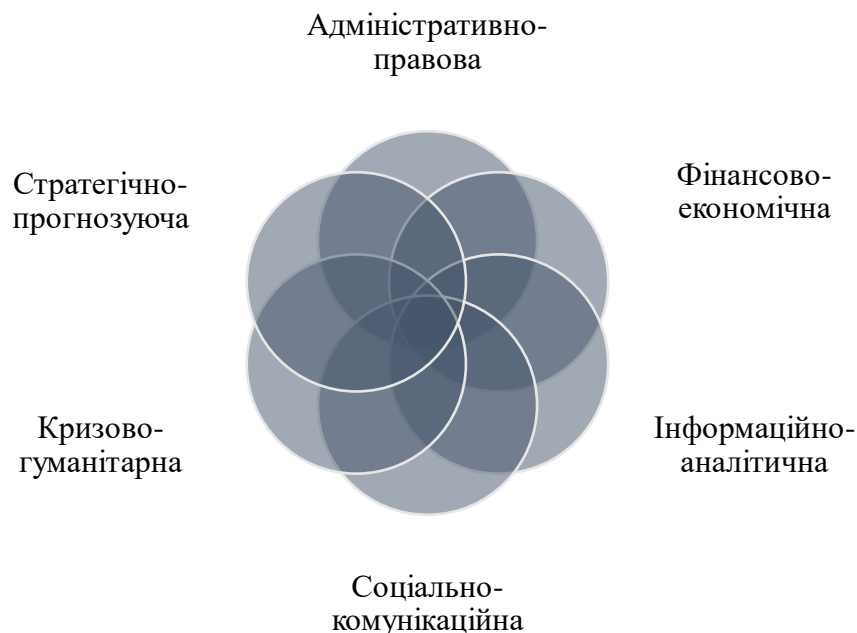 Адміністративно-
правова
Фінансово-
економічна
Інформаційно-
аналітична
Соціально-
комунікаційна
Кризово-
гуманітарна
Стратегічно-
прогнозуюча